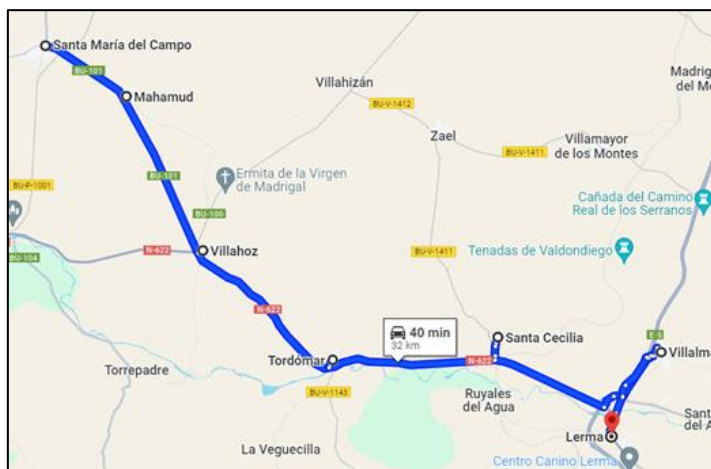 Santa María del Campo
BU-101
Mahamud
Villahizán
Madrig
del Mo
BU-V-1412
Zael
BU-V-1411
Villamayor
de los Montes
BU-P-1001
BU-101
Ermita de la Virgen
de Madrigal
Cañada del Camino
Real de los Serranos
BU-100
N-622
Villahoz
BU-V-1411
Tenadas de Valdondiego
BU-104
N-622
40 min
32 km
Santa Cecilia
E-5
Villalma
Tordómar
N-622
Torrepadre
BU-V-1143
Ruyales
del Agua
Sant
del A
La Veguecilla
Lerma
Centro Canino Lerma